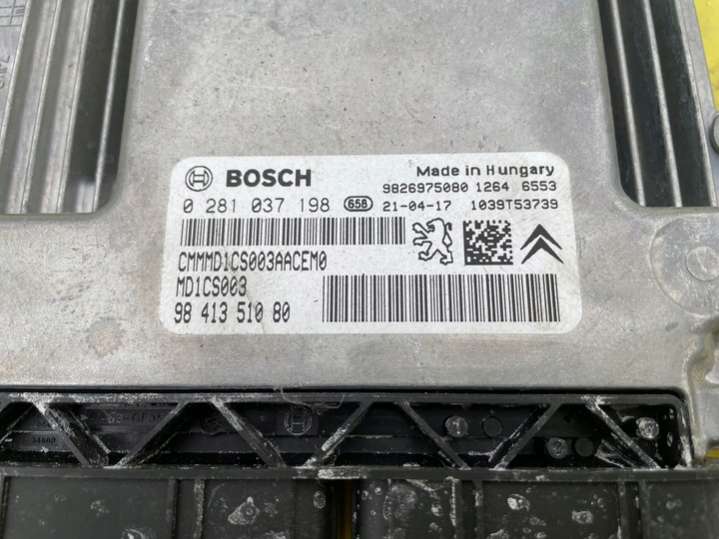 BOSCH
Made in Hungary
9826975080 1264 6553
0 281 037 198 658 21-04-17 1039T53739
CMMMD1CS003AACEM0
MD1CS003
98 413 510 80